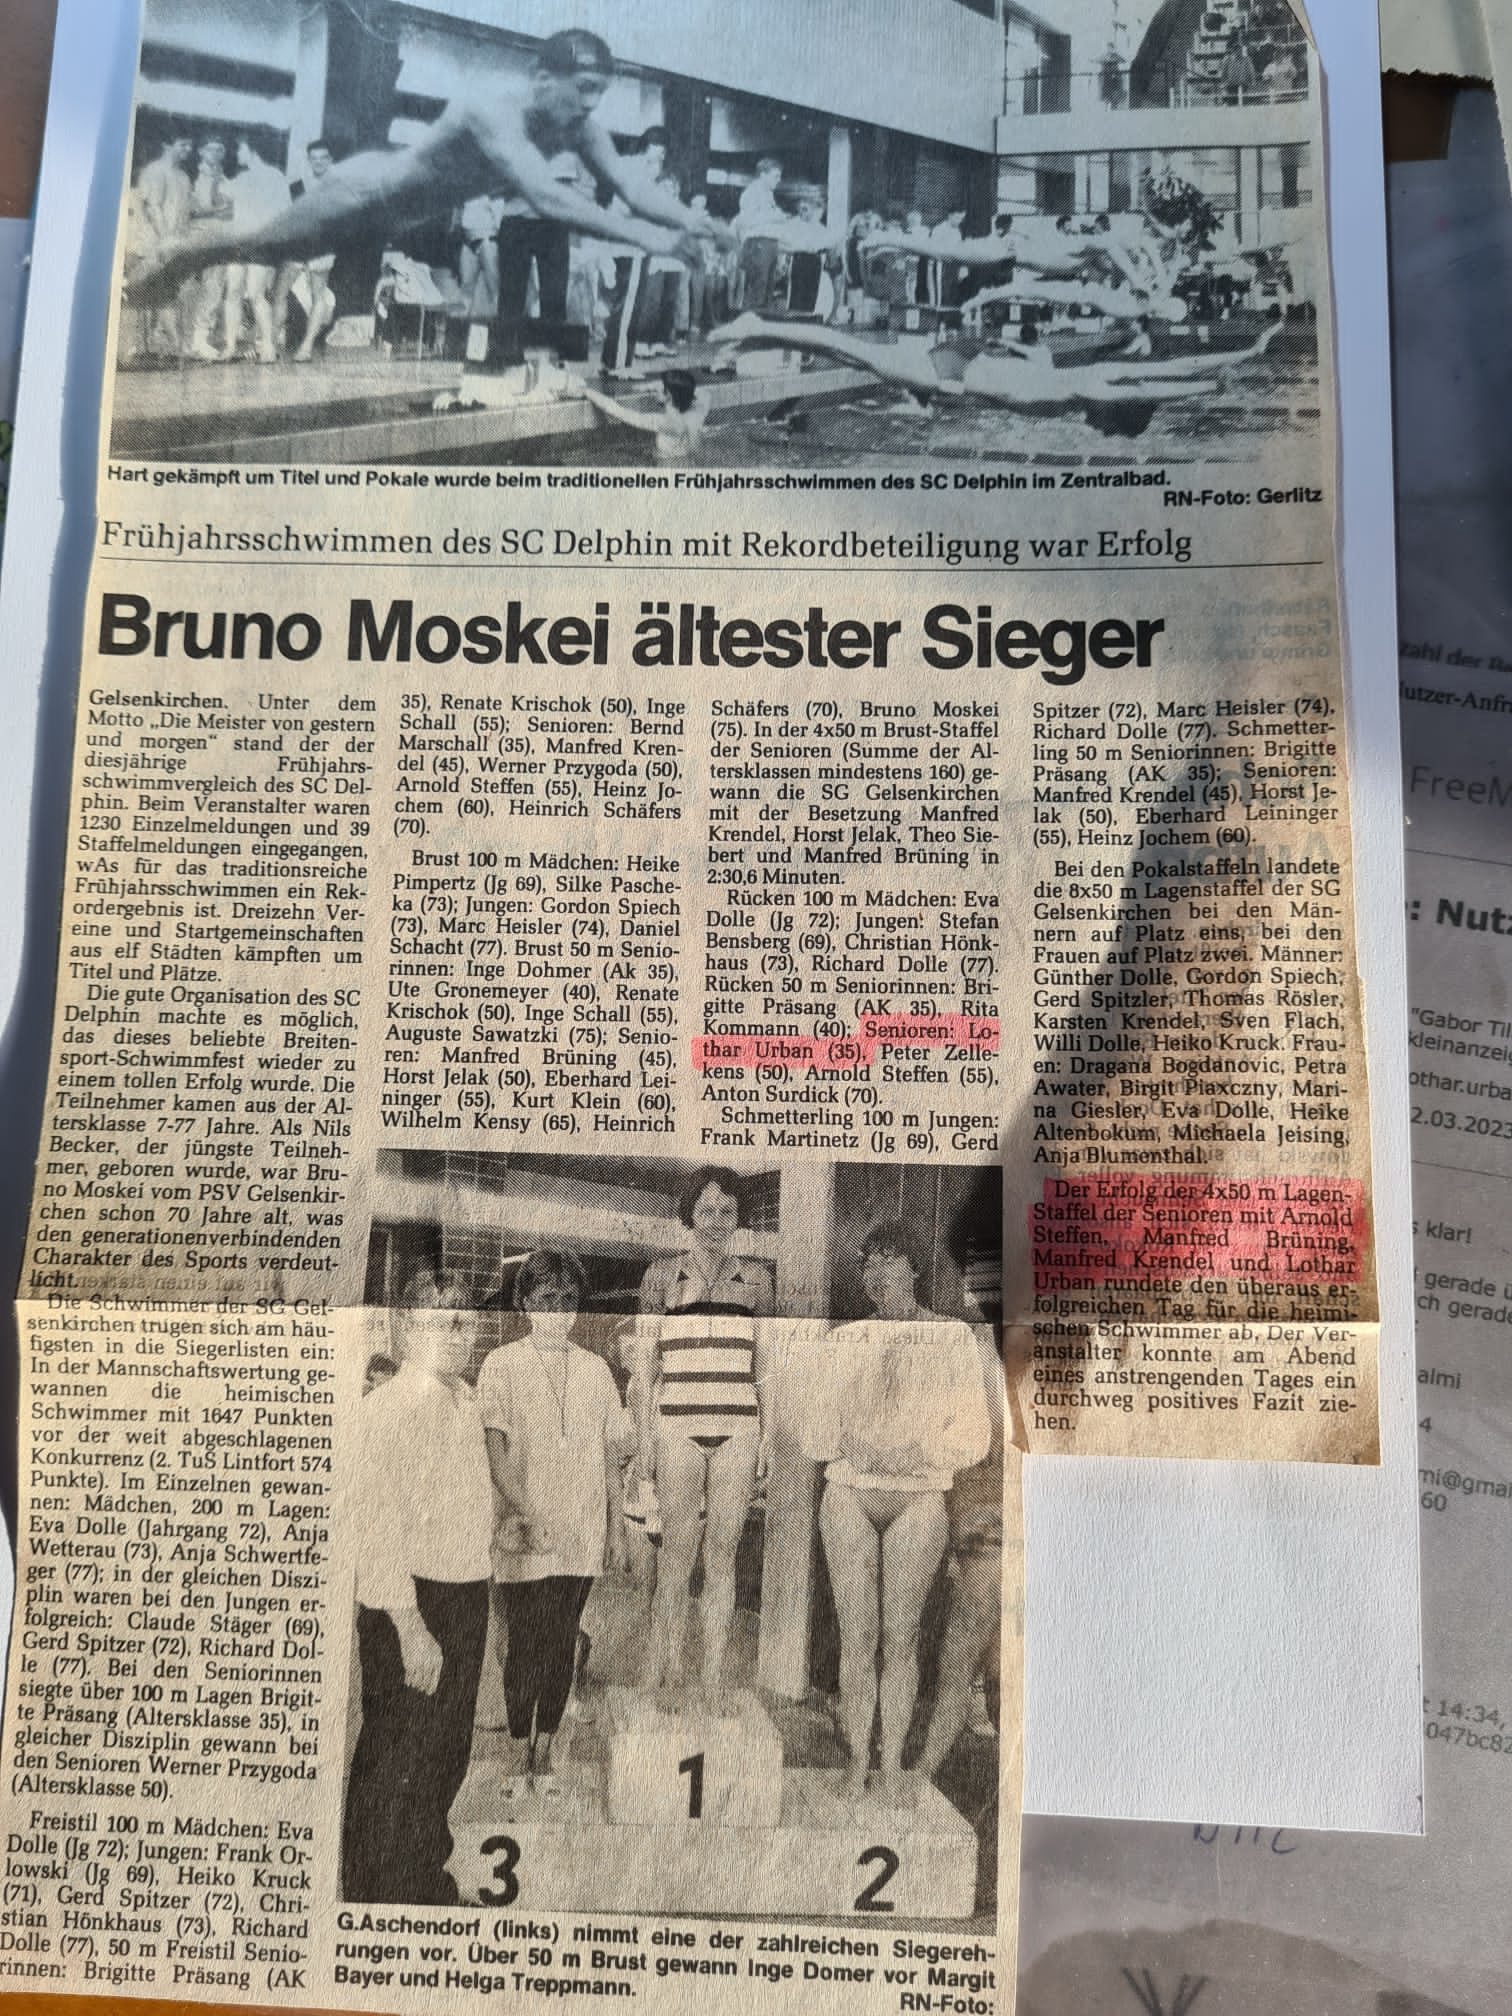 Hart gekämpft um Titel und Pokale wurde beim traditionellen Frühjahrsschwimmen des SC Delphin im Zentralbad.
RN-Foto: Gerlitz
Frühjahrsschwimmen des SC Delphin mit Rekordbeteiligung war Erfolg
Bruno Moskei ältester Sieger
Gelsenkirchen. Unter dem
Motto „Die Meister von gestern
und morgen“ stand der der
diesjährige Frühjahrs-
schwimmvergleich des SC Del-
phin. Beim Veranstalter waren
1230 Einzelmeldungen und 39
Staffelmeldungen eingegangen,
wAs für das traditionsreiche
Frühjahrsschwimmen ein Rek-
ordergebnis ist. Dreizehn Ver-
eine und Startgemeinschaften
aus elf Städten kämpften um
Titel und Plätze.
Die gute Organisation des SC
Delphin machte es möglich,
das dieses beliebte Breiten-
sport-Schwimmfest wieder zu
einem tollen Erfolg wurde. Die
Teilnehmer kamen aus der Al-
tersklasse 7-77 Jahre. Als Nils
Becker, der jüngste Teilneh-
mer, geboren wurde, war Bru-
no Moskei vom PSV Gelsenkir-
chen schon 70 Jahre alt, was
den generationenverbindenden
Charakter des Sports verdeut-
licht.
Die Schwimmer der SG Gel-
senkirchen trugen sich am häu-
figsten in die Siegerlisten ein:
In der Mannschaftswertung ge-
wannen die heimischen
Schwimmer mit 1647 Punkten
vor der weit abgeschlagenen
Konkurrenz (2. TuS Lintfort 574
Punkte). Im Einzelnen gewan-
nen: Mädchen, 200 m Lagen:
Eva Dolle (Jahrgang 72), Anja
Wetterau (73), Anja Schwertfe-
ger (77); in der gleichen Diszi-
plin waren bei den Jungen er-
folgreich: Claude Stäger (69),
Gerd Spitzer (72), Richard Dol-
le (77). Bei den Seniorinnen
siegte über 100 m Lagen Brigit-
te Präsang (Altersklasse 35), in
gleicher Disziplin gewann bei
den Senioren Werner Przygoda
(Altersklasse 50).
Freistil 100 m Mädchen: Eva
Dolle (Jg 72); Jungen: Frank Or-
lowski (Jg 69), Heiko Kruck
(71), Gerd Spitzer (72), Chri-
stian Hönkhaus (73), Richard
Dolle (77), 50 m Freistil Senio-
rinnen: Brigitte Präsang (AK
35), Renate Krischok (50), Inge
Schall (55); Senioren: Bernd
Marschall (35), Manfred Kren-
del (45), Werner Przygoda (50),
Arnold Steffen (55), Heinz Jo-
chem (60), Heinrich Schäfers
(70).
Brust 100 m Mädchen: Heike
Pimpertz (Jg 69), Silke Pasche-
ka (73); Jungen: Gordon Spiech
(73), Marc Heisler (74), Daniel
Schacht (77). Brust 50 m Senio-
rinnen: Inge Dohmer (Ak 35),
Ute Gronemeyer (40), Renate
Krischok (50), Inge Schall (55),
Auguste Sawatzki (75); Senio-
ren: Manfred Brüning (45),
Horst Jelak (50), Eberhard Lei-
ninger (55), Kurt Klein (60),
Wilhelm Kensy (65), Heinrich
Schäfers (70), Bruno Moskei
(75). In der 4x50 m Brust-Staffel
der Senioren (Summe der Al-
tersklassen mindestens 160) ge-
wann die SG Gelsenkirchen
mit der Besetzung Manfred
Krendel, Horst Jelak, Theo Sie-
bert und Manfred Brüning in
2:30,6 Minuten.
Rücken 100 m Mädchen: Eva
Dolle (Jg 72); Jungen: Stefan
Bensberg (69), Christian Hönk-
haus (73), Richard Dolle (77).
Rücken 50 m Seniorinnen: Bri-
gitte Präsang (AK 35), Rita
Kommann (40); Senioren: Lo-
thar Urban (35), Peter Zelle-
kens (50), Arnold Steffen (55),
Anton Surdick (70).
Schmetterling 100 m Jungen:
Frank Martinetz (Jg 69), Gerd
Spitzer (72), Marc Heisler (74),
Richard Dolle (77). Schmetter-
ling 50 m Seniorinnen: Brigitte
Präsang (AK 35); Senioren:
Manfred Krendel (45), Horst Je-
lak (50), Eberhard Leininger
(55), Heinz Jochem (60).
Bei den Pokalstaffeln landete
die 8x50 m Lagenstaffel der SG
Gelsenkirchen bei den Män-
nern auf Platz eins, bei den
Frauen auf Platz zwei. Männer:
Günther Dolle, Gordon Spiech,
Gerd Spitzler, Thomas Rösler,
Karsten Krendel, Sven Flach,
Willi Dolle, Heiko Kruck. Frau-
en: Dragana Bogdanovic, Petra
Awater, Birgit Piaxczny, Mari-
na Giesler, Eva Dolle, Heike
Altenbokum, Michaela Jeising,
Anja Blumenthal.
Der Erfolg der 4x50 m Lagen-
Staffel der Senioren mit Arnold
Steffen, Manfred Brüning,
Manfred Krendel und Lothar
Urban rundete den überaus er-
folgreichen Tag für die heimi-
schen Schwimmer ab. Der Ver-
anstalter konnte am Abend
eines anstrengenden Tages ein
durchweg positives Fazit zie-
hen.
1
3
2
G.Aschendorf (links) nimmt eine der zahlreichen Siegereh-
rungen vor. Über 50 m Brust gewann Inge Domer vor Margit
Bayer und Helga Treppmann.
RN-Foto:
zahl der
Nutzer-Anfr
FreeM
: Nutz
"Gabor Til
kleinanzei
othar.urba
2.03.2023
klar!
gerade
ch gerade
almi
4
mi@gmai
60
14:34,
047bc82